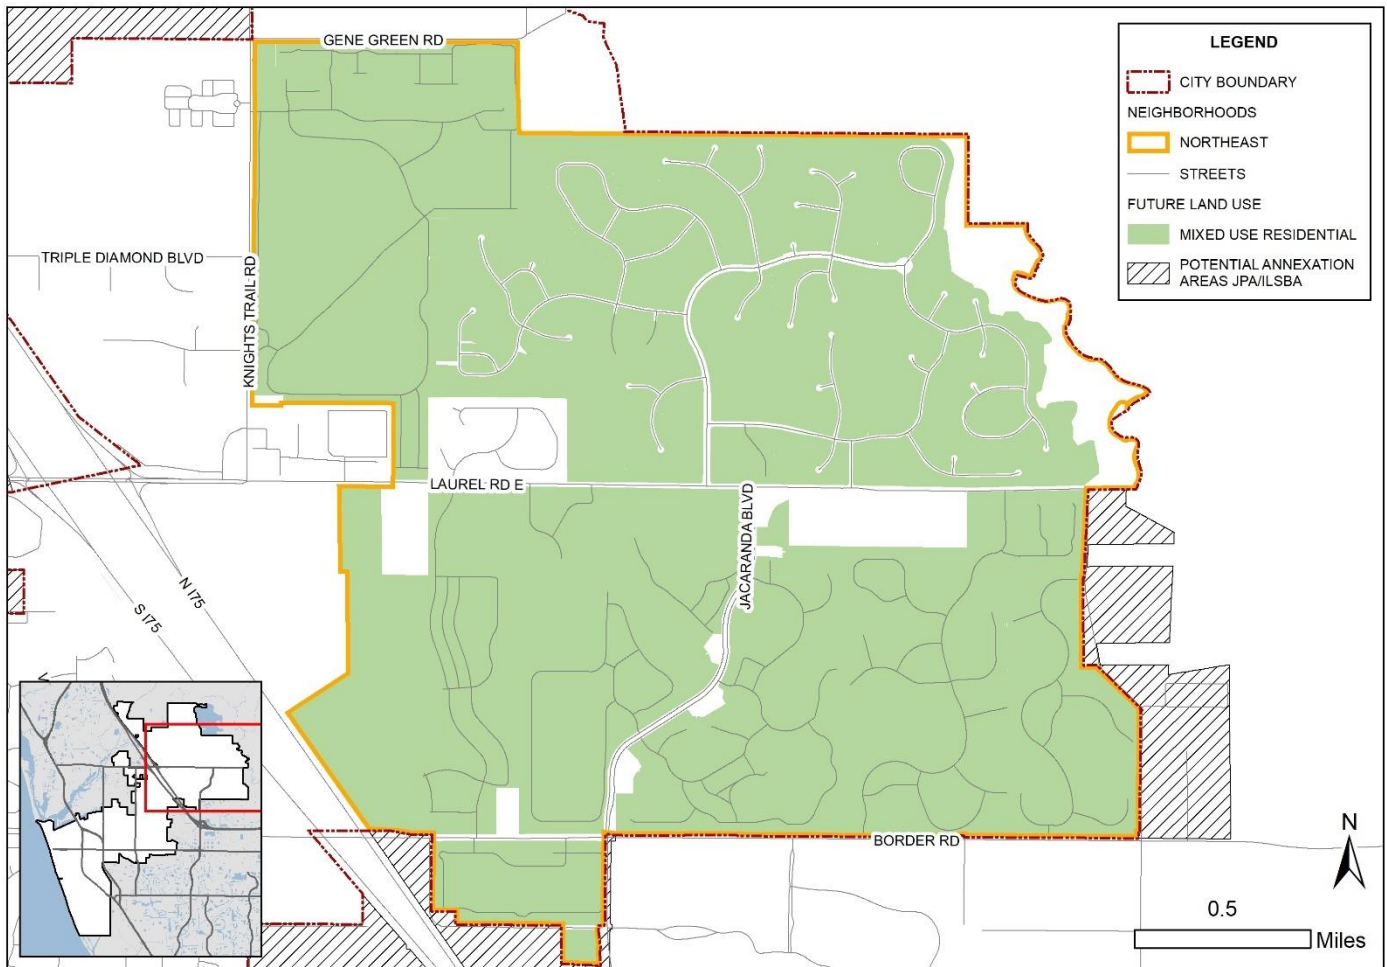 GENE GREEN RD
LEGEND
CITY BOUNDARY
NEIGHBORHOODS
NORTHEAST
STREETS
FUTURE LAND USE
MIXED USE RESIDENTIAL
POTENTIAL ANNEXATION
AREAS JPA/ILSBA
TRIPLE DIAMOND BLVD
KNIGHTS TRAIL RD
LAUREL RD E
JACARANDA BLVD
N I75
S I75
BORDER RD
N
0.5
Miles